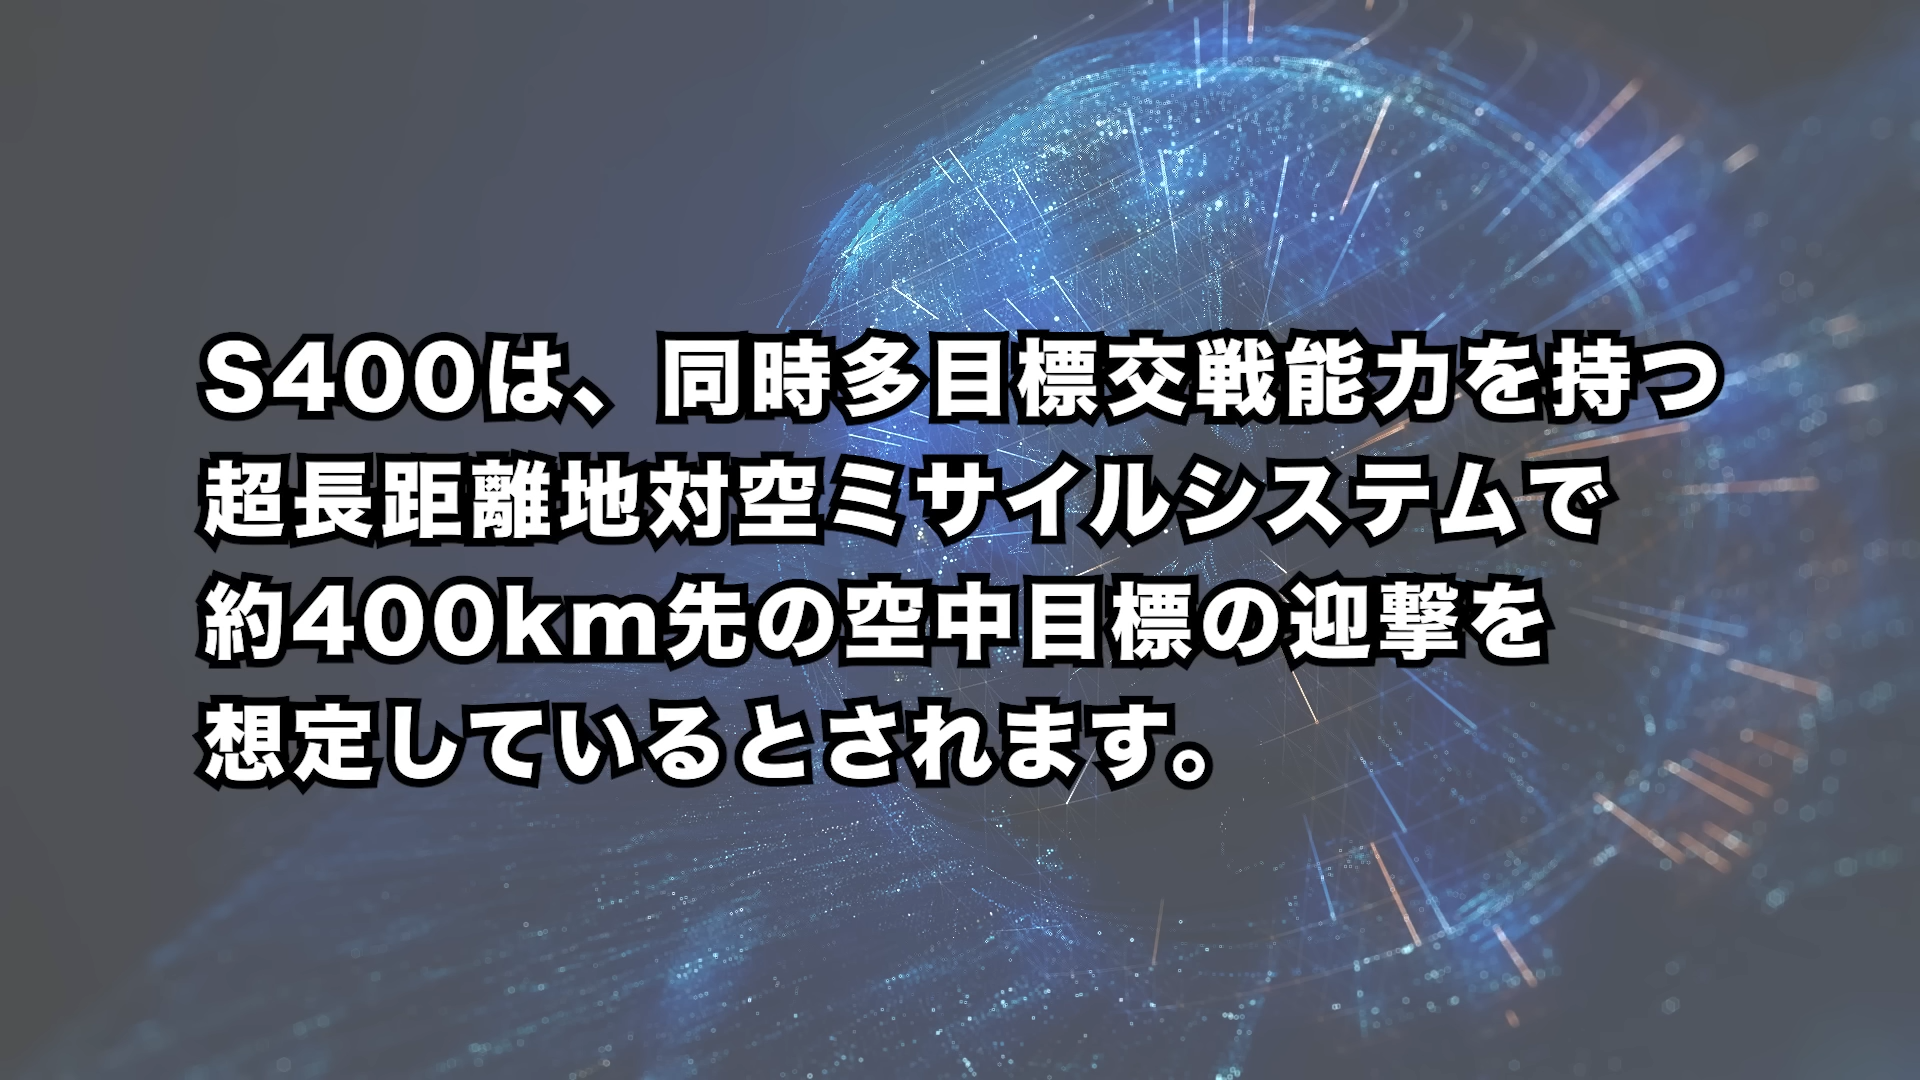 S400は、同時多目標交戦能力を持つ
超長距離地対空ミサイルシステムで
約400km先の空中目標の迎撃を
想定しているとされます。